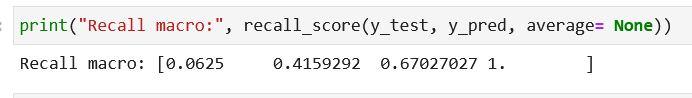 print("Recall macro:", recall_score(y_test, y_pred, average= None))
Recall macro: [0.0625     0.4159292  0.67027027 1.        ]